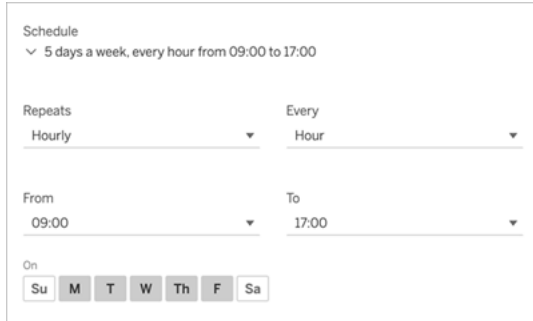 Schedule
5 days a week, every hour from 09:00 to 17:00
Repeats Every
Hourly Hour
From To
09:00 17:00
On
Su M T W Th F Sa